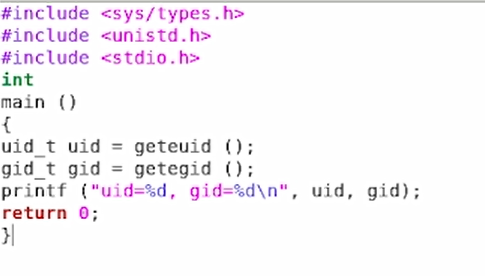 #include <sys/types.h>
#include <unistd.h>
#include <stdio.h>
int
main ()
{
uid_t uid = geteuid ();
gid_t gid = getegid ();
printf ("uid=%d, gid=%d\n", uid, gid);
return 0;
}